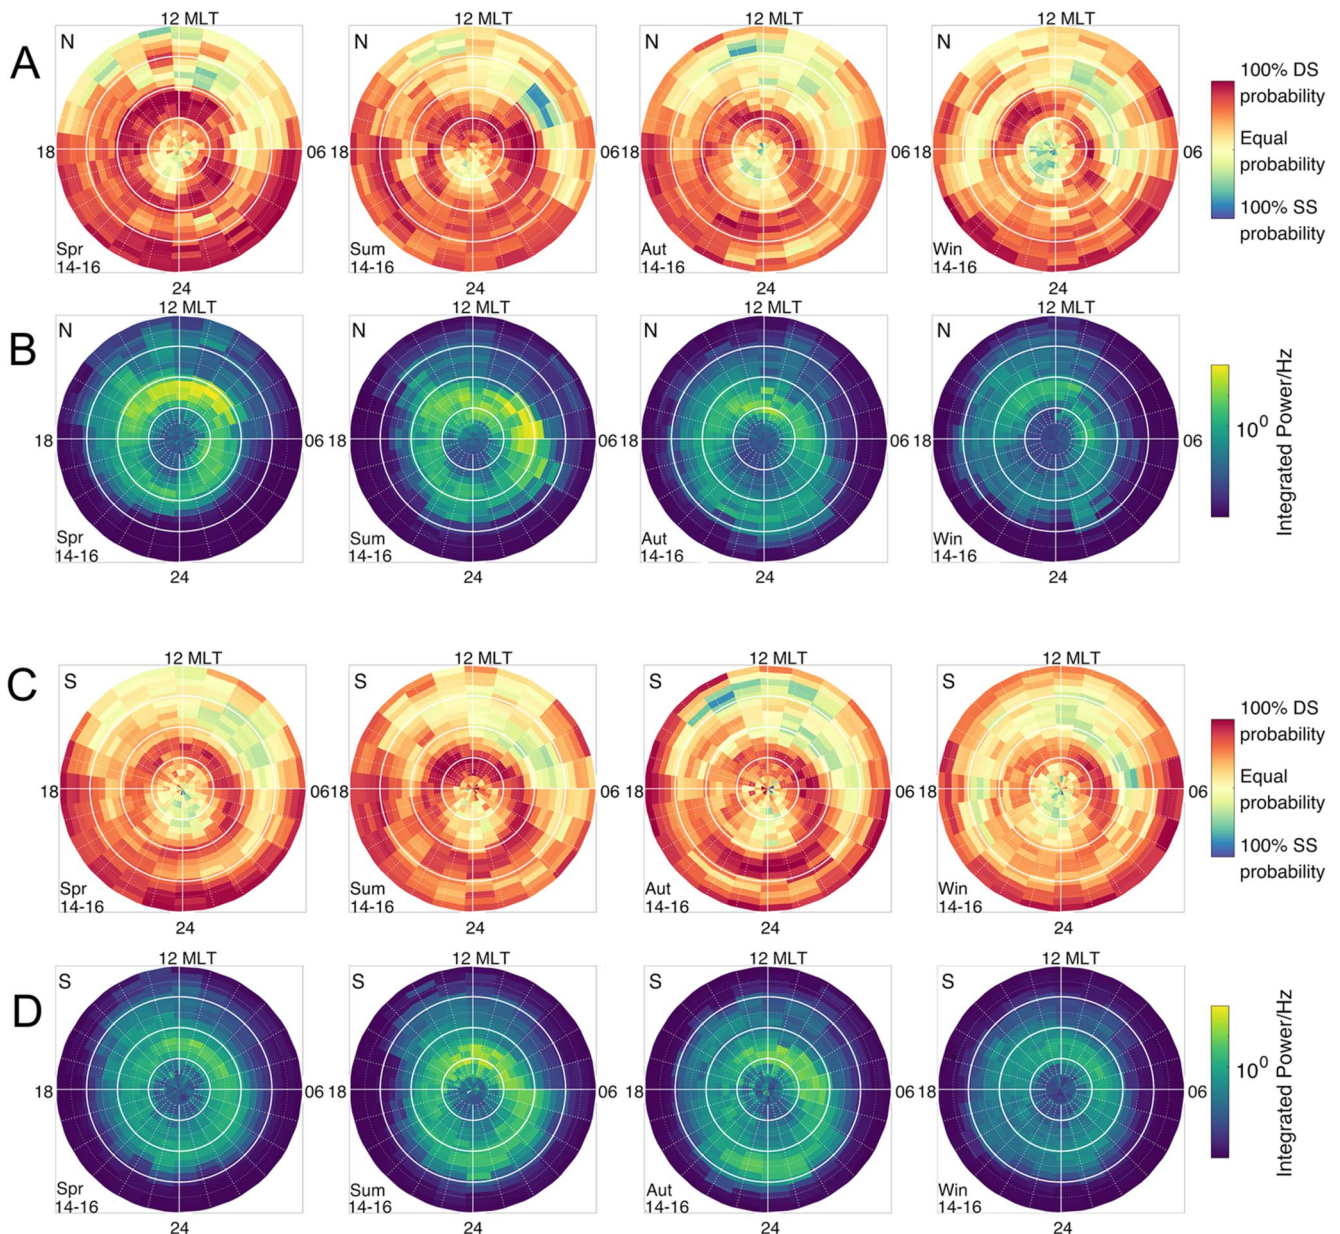 A
12 MLT
12 MLT
12 MLT
12 MLT
N
N
N
N
100% DS
probability
Equal
probability
100% SS
probability
18
06
18
06
18
06
18
06
Spr
14-16
Sum
14-16
Aut
14-16
Win
14-16
24
24
24
24
B
12 MLT
12 MLT
12 MLT
12 MLT
N
N
N
N
10⁰
Integrated Power/Hz
18
06
18
06
18
06
18
06
Spr
14-16
Sum
14-16
Aut
14-16
Win
14-16
24
24
24
24
C
12 MLT
12 MLT
12 MLT
12 MLT
S
S
S
S
100% DS
probability
Equal
probability
100% SS
probability
18
06
18
06
18
06
18
06
Spr
14-16
Sum
14-16
Aut
14-16
Win
14-16
24
24
24
24
D
12 MLT
12 MLT
12 MLT
12 MLT
S
S
S
S
10⁰
Integrated Power/Hz
18
06
18
06
18
06
18
06
Spr
14-16
Sum
14-16
Aut
14-16
Win
14-16
24
24
24
24